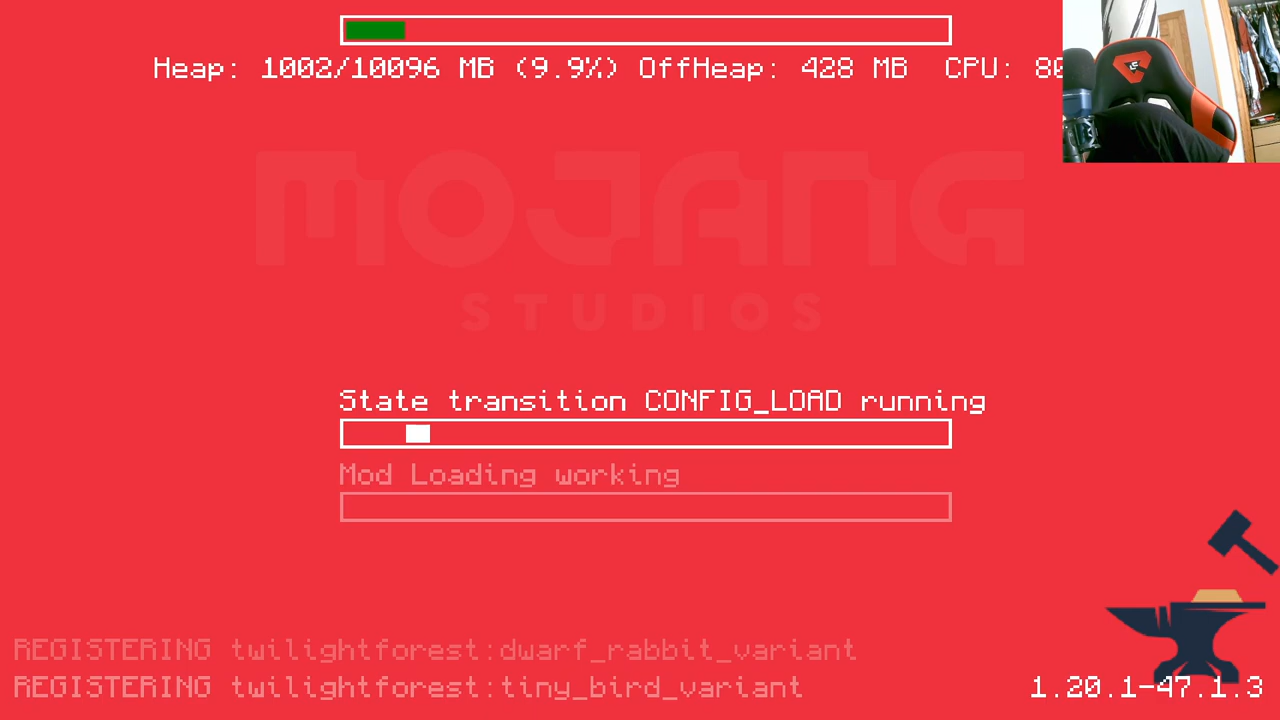 Heap: 1002/10096 MB (9.9%) OffHeap: 428 MB CPU: 80
MOJANG
STUDIOS
State transition CONFIG_LOAD running
Mod Loading working
REGISTERING twilightforest:dwarf_rabbit_variant
REGISTERING twilightforest:tiny_bird_variant
1.20.1-47.1.3